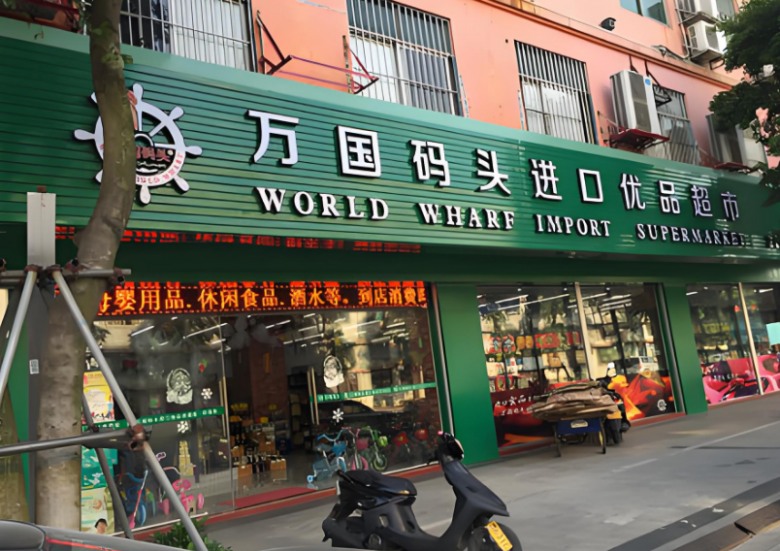 万国码头进口优品超市
WORLD WHARF IMPORT SUPERMARKET
母婴用品.休闲食品.酒水等。到店消费